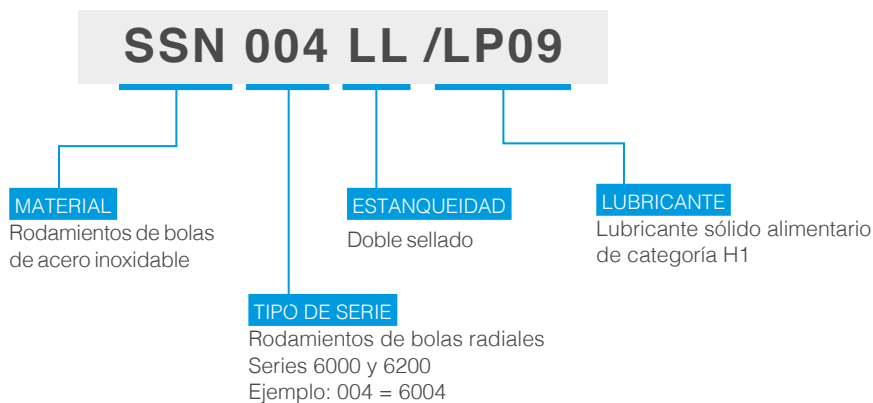 SSN 004 LL /LP09
MATERIAL
Rodamientos de bolas
de acero inoxidable
ESTANQUEIDAD
Doble sellado
LUBRICANTE
Lubricante sólido alimentario
de categoría H1
TIPO DE SERIE
Rodamientos de bolas radiales
Series 6000 y 6200
Ejemplo: 004 = 6004